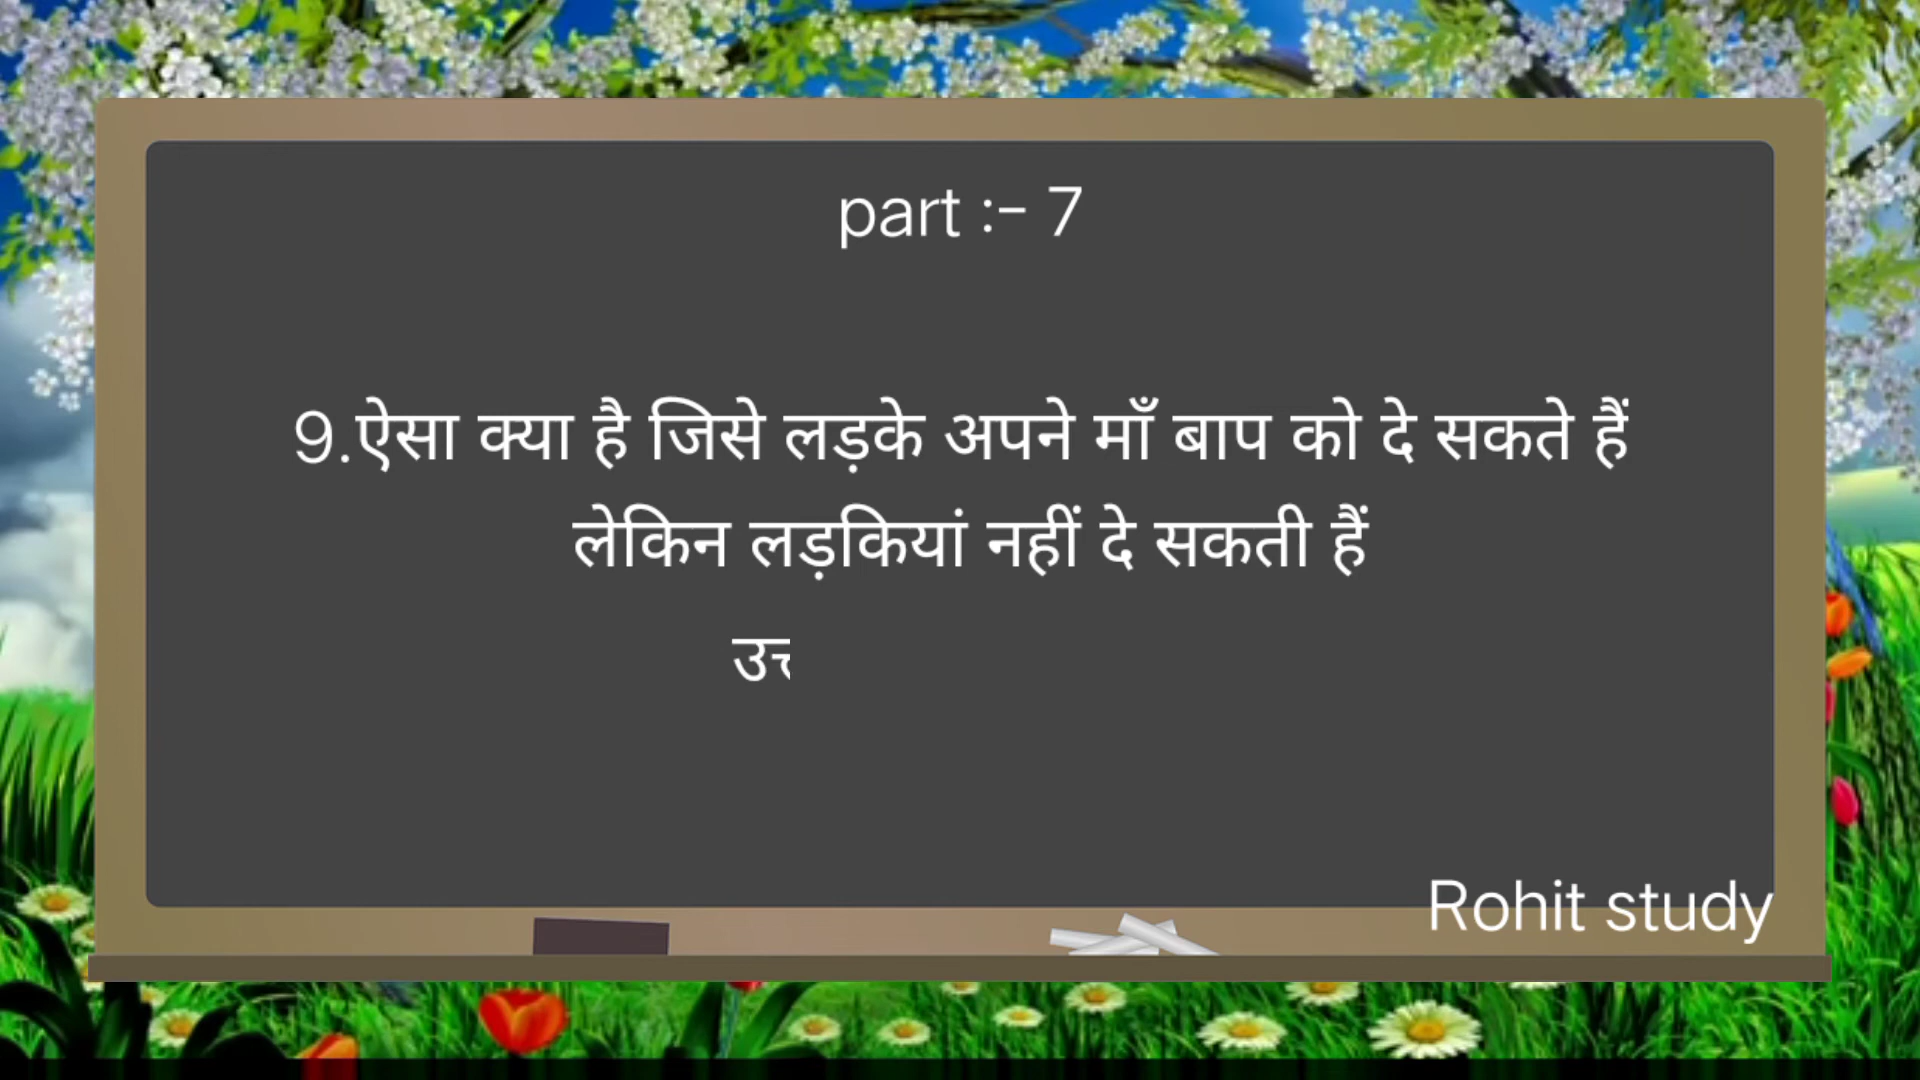 part :- 7
9.ऐसा क्या है जिसे लड़के अपने माँ बाप को दे सकते हैं
लेकिन लड़कियां नहीं दे सकती हैं
Rohit study